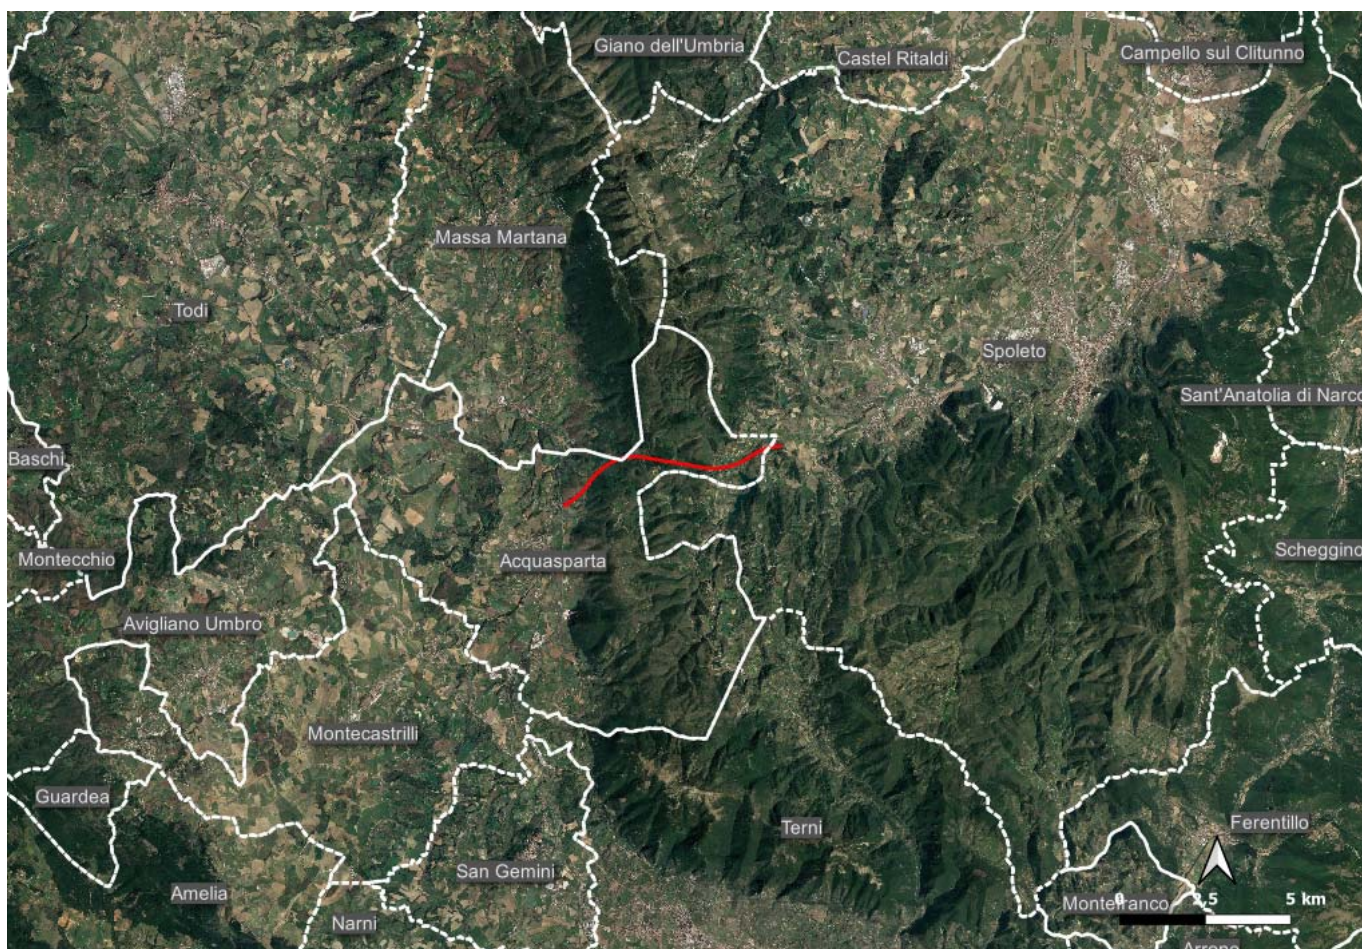 Giano dell'Umbria
Castel Ritaldi
Campello sul Clitunno
Massa Martana
Todi
Spoleto
Sant'Anatolia di Narco
Baschi
Montecchio
Acquasparta
Scheggino
Avigliano Umbro
Montecastrilli
Guardea
Terni
Ferentillo
San Gemini
Amelia
Narni
Montefranco
0 2,5 5 km
Arrone